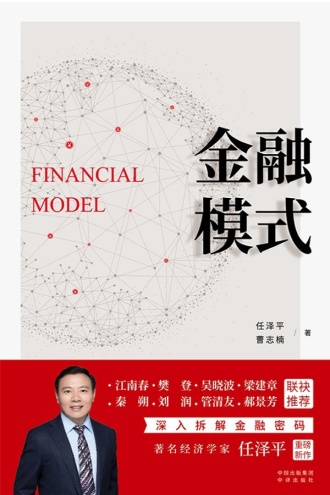 金融
模式
FINANCIAL
MODEL
任泽平
曹志楠
/ 著
·江南春·樊 登·吴晓波·梁建章
·秦 朔·刘 润·管清友·郝景芳
联袂
推荐
深入拆解金融密码
著名经济学家 任泽平 重磅
新作
中国出版集团
中译出版社